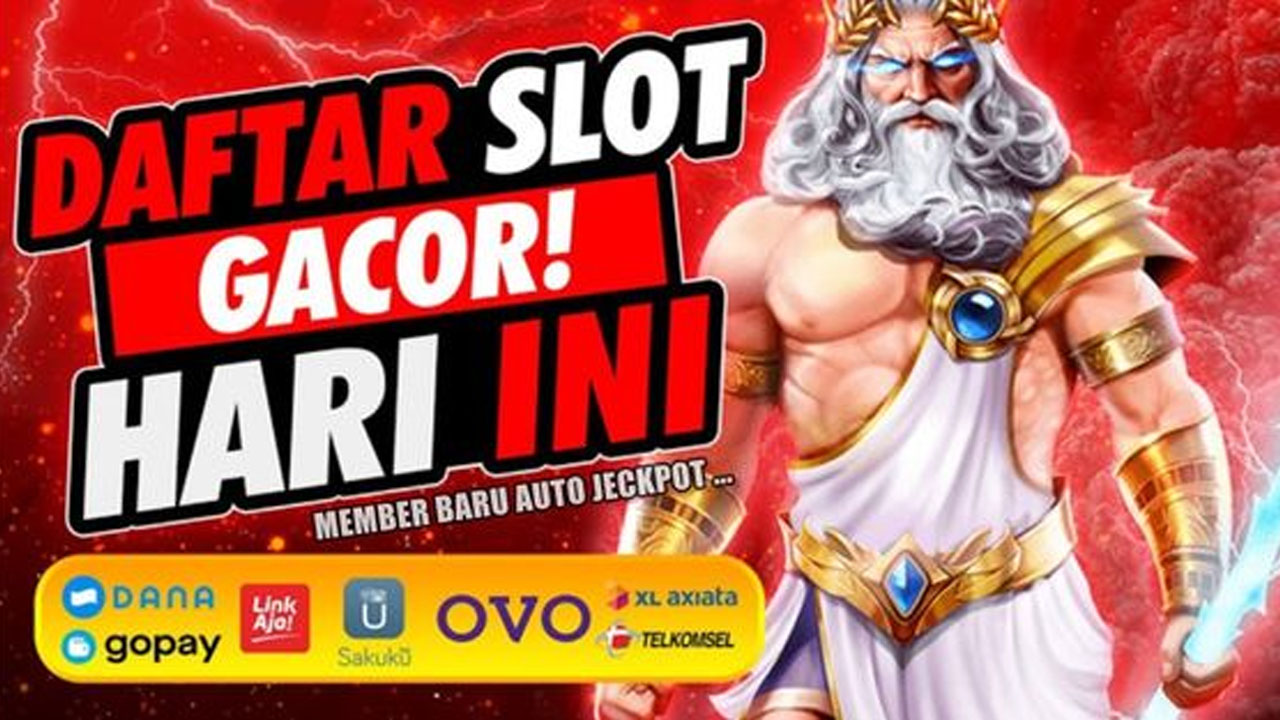 DAFTAR SLOT
GACOR!
HARI INI
MEMBER BARU AUTO JECKPOT...
DANA
gopay
Link
Aja!
U
Sakuku
OVO
XL axiata
TELKOMSEL